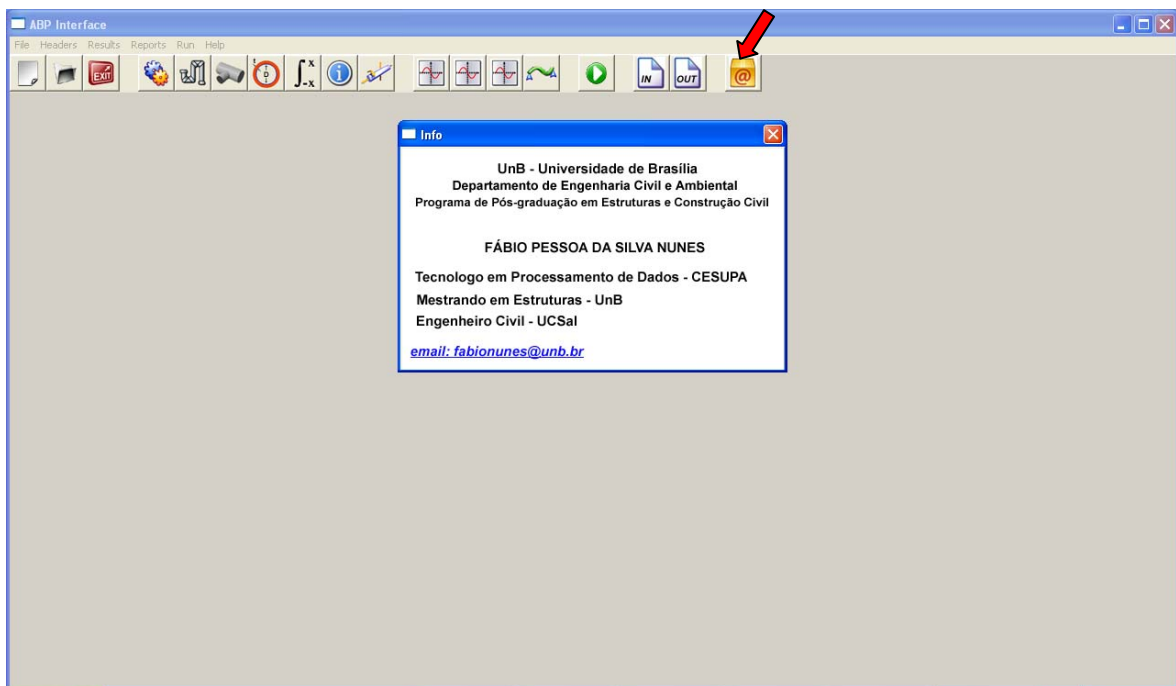 ABP Interface
File Headers Results Reports Run Help
EXIT
∫ x -x
i
IN
OUT
@
Info
UnB - Universidade de Brasília
Departamento de Engenharia Civil e Ambiental
Programa de Pós-graduação em Estruturas e Construção Civil
FÁBIO PESSOA DA SILVA NUNES
Tecnologo em Processamento de Dados - CESUPA
Mestrando em Estruturas - UnB
Engenheiro Civil - UCSal
email: fabionunes@unb.br